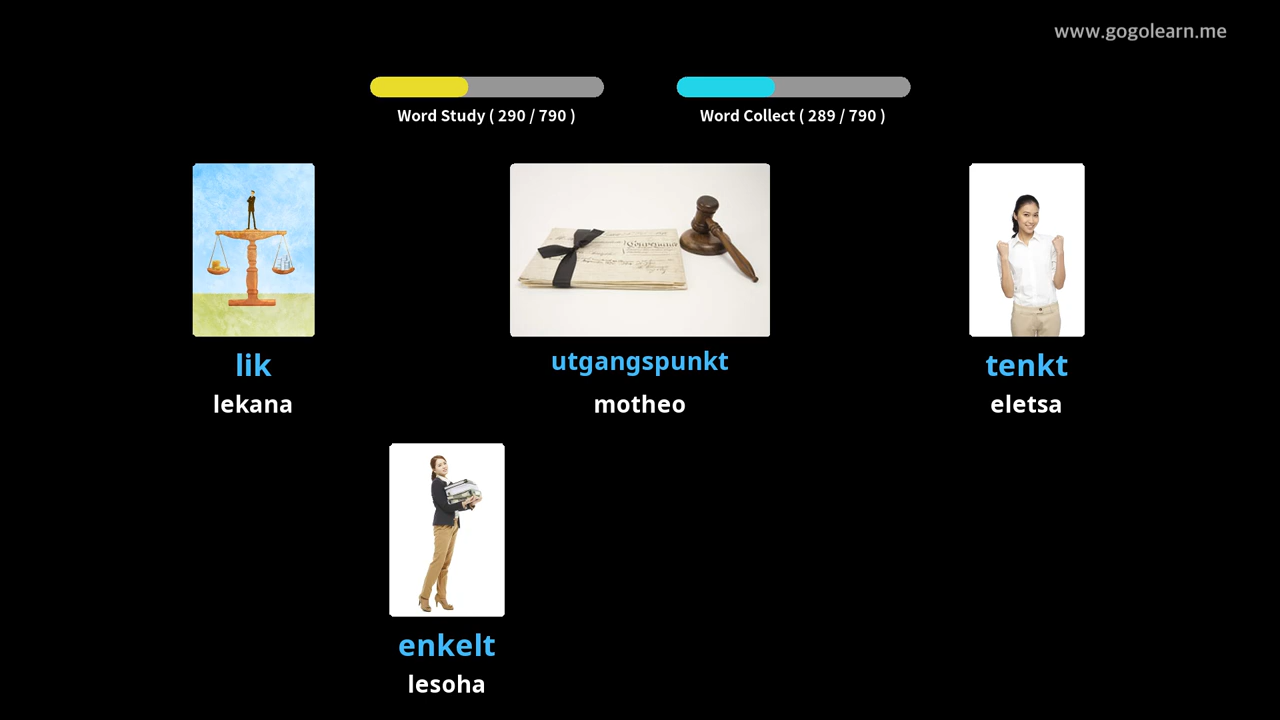 www.gogolearn.me
Word Study ( 290 / 790 )
Word Collect ( 289 / 790 )
lik
lekana
utgangspunkt
motheo
tenkt
eletsa
enkelt
lesoha